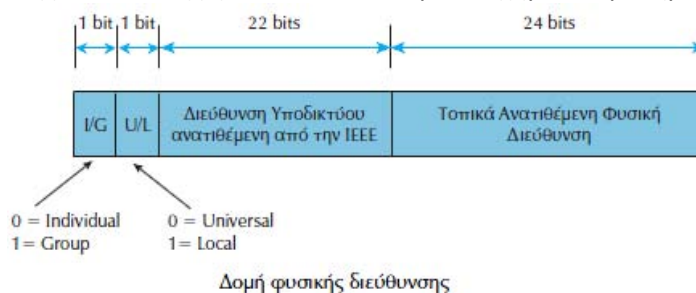 1 bit 1 bit 22 bits 24 bits
I/G U/L Διεύθυνση Υποδικτύου Τοπικά Ανατιθέμενη Φυσική
ανατιθέμενη από την IEEE Διεύθυνση
0 = Individual 0 = Universal
1= Group 1= Local
Δομή φυσικής διεύθυνσης